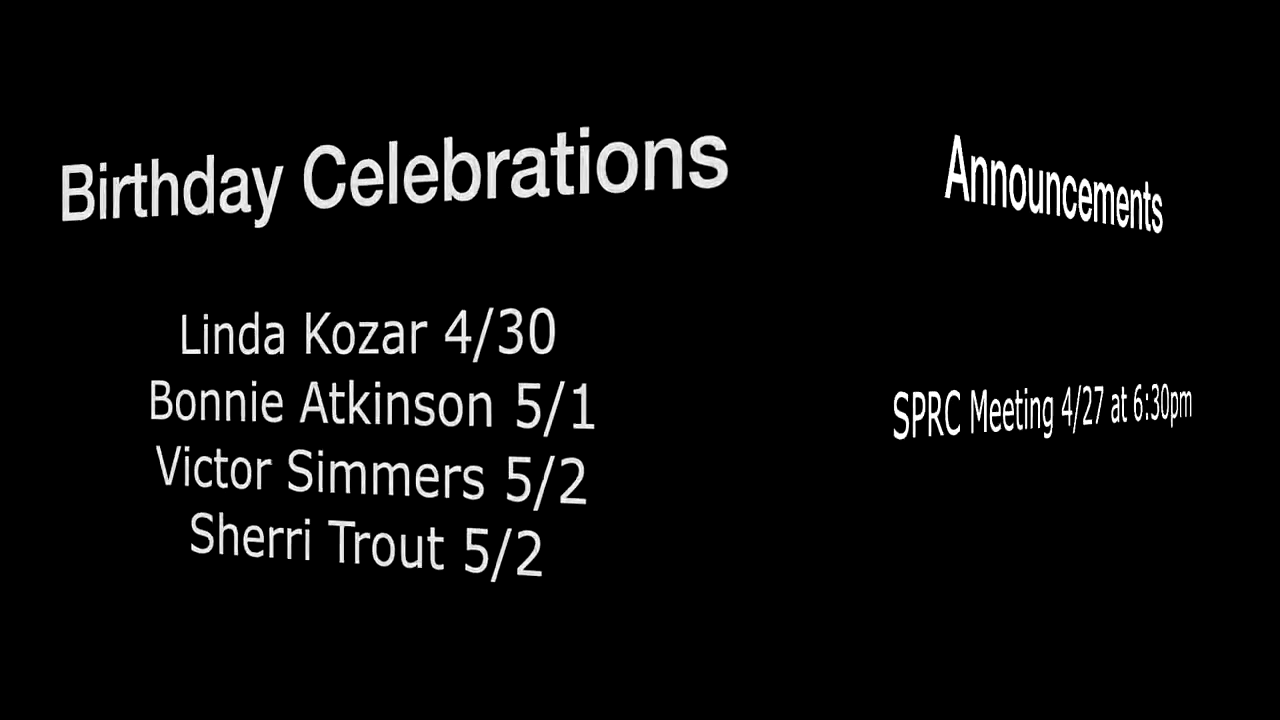 Birthday Celebrations
Linda Kozar 4/30
Bonnie Atkinson 5/1
Victor Simmers 5/2
Sherri Trout 5/2
Announcements
SPRC Meeting 4/27 at 6:30pm